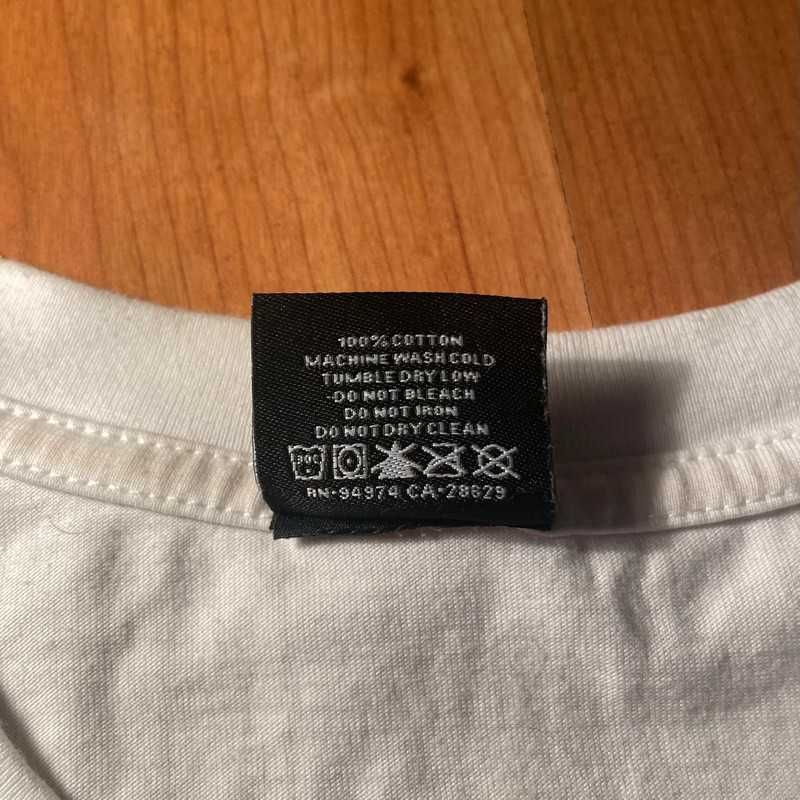 100% COTTON
MACHINE WASH COLD
TUMBLE DRY LOW
-DO NOT BLEACH
DO NOT IRON
DO NOT DRY CLEAN
30C
RN-94974 CA-28629